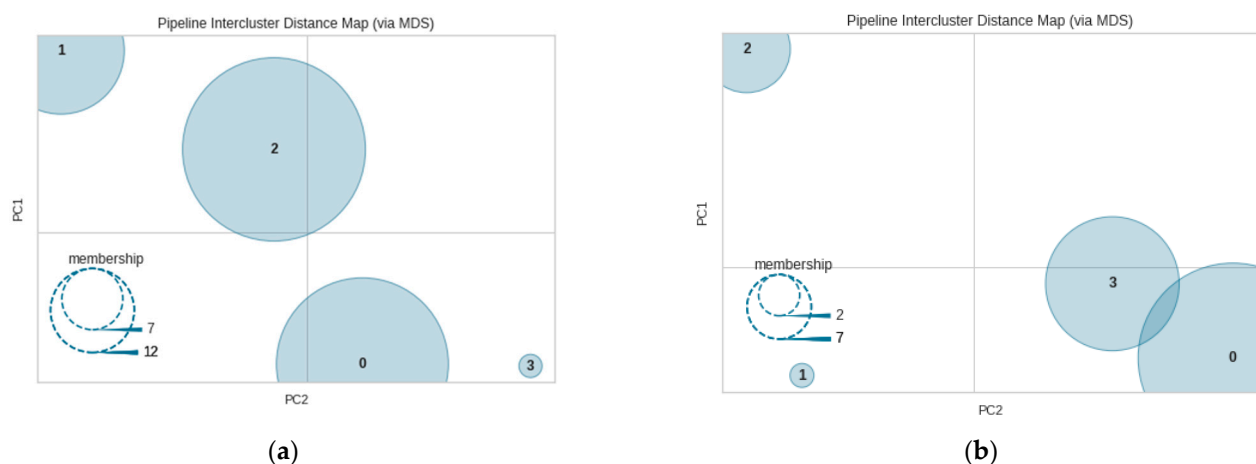 Pipeline Intercluster Distance Map (via MDS)
1
2
PC1
membership
7
12
0
3
PC2
(a)
Pipeline Intercluster Distance Map (via MDS)
2
PC1
membership
2
7
3
0
1
PC2
(b)